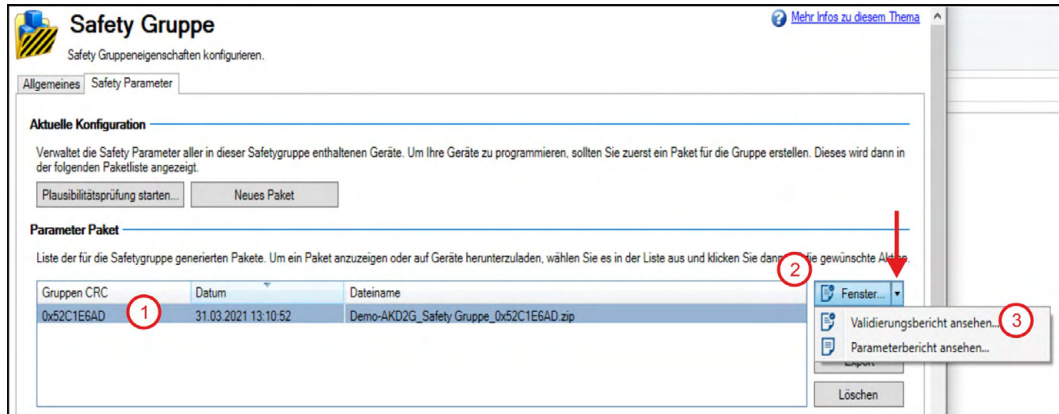 Safety Gruppe
Mehr Infos zu diesem Thema
Safety Gruppeneigenschaften konfigurieren.
Allgemeines
Safety Parameter
Aktuelle Konfiguration
Verwaltet die Safety Parameter aller in dieser Safetygruppe enthaltenen Geräte. Um Ihre Geräte zu programmieren, sollten Sie zuerst ein Paket für die Gruppe erstellen. Dieses wird dann in
der folgenden Paketliste angezeigt.
Plausibilitätsprüfung starten...
Neues Paket
Parameter Paket
Liste der für die Safetygruppe generierten Pakete. Um ein Paket anzuzeigen oder auf Geräte herunterzuladen, wählen Sie es in der Liste aus und klicken Sie die gewünschte
2
Gruppen CRC Datum Dateiname
Fenster...
0x52C1E6AD 1 31.03.2021 13:10:52 Demo-AKD2G_Safety Gruppe_0x52C1E6AD.zip
Validierungsbericht ansehen... 3
Parameterbericht ansehen...
Export
Löschen